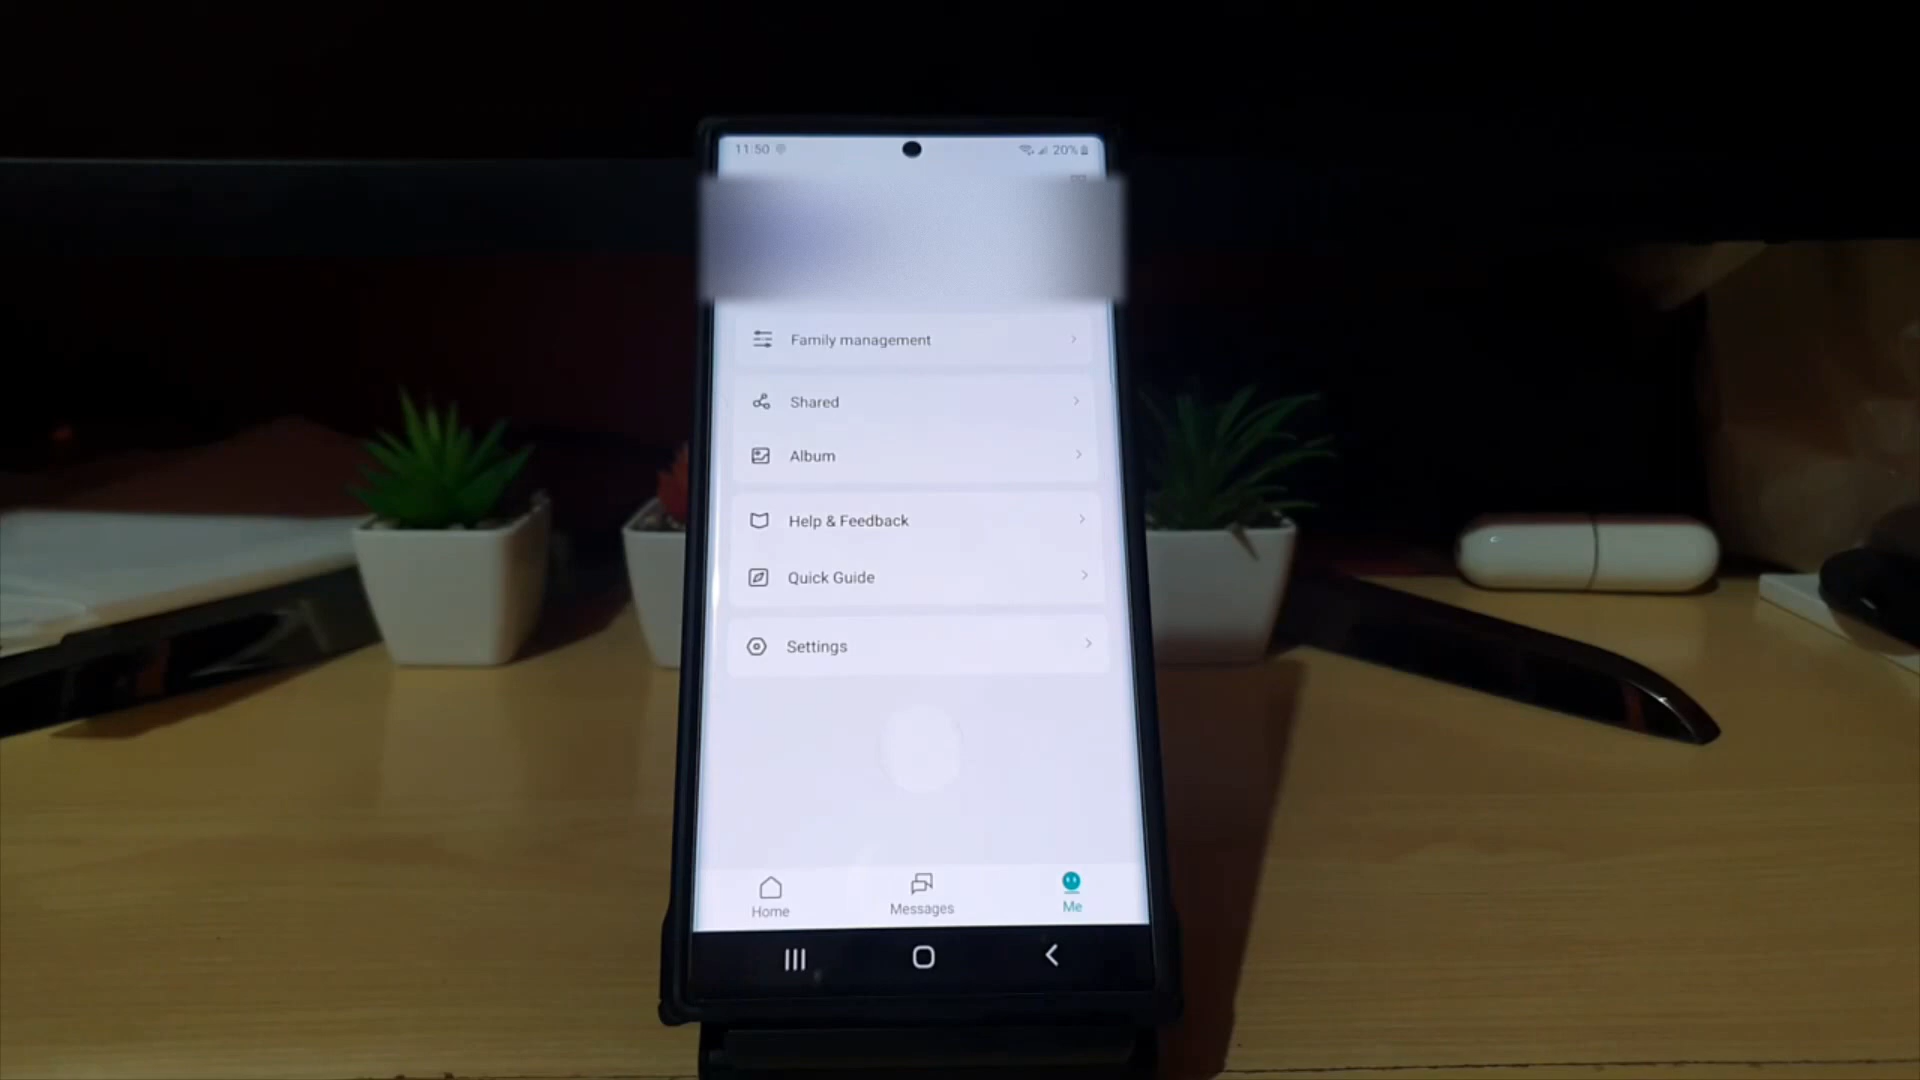 11:50
20%
Family management
Shared
Album
Help & Feedback
Quick Guide
Settings
Home
Messages
Me